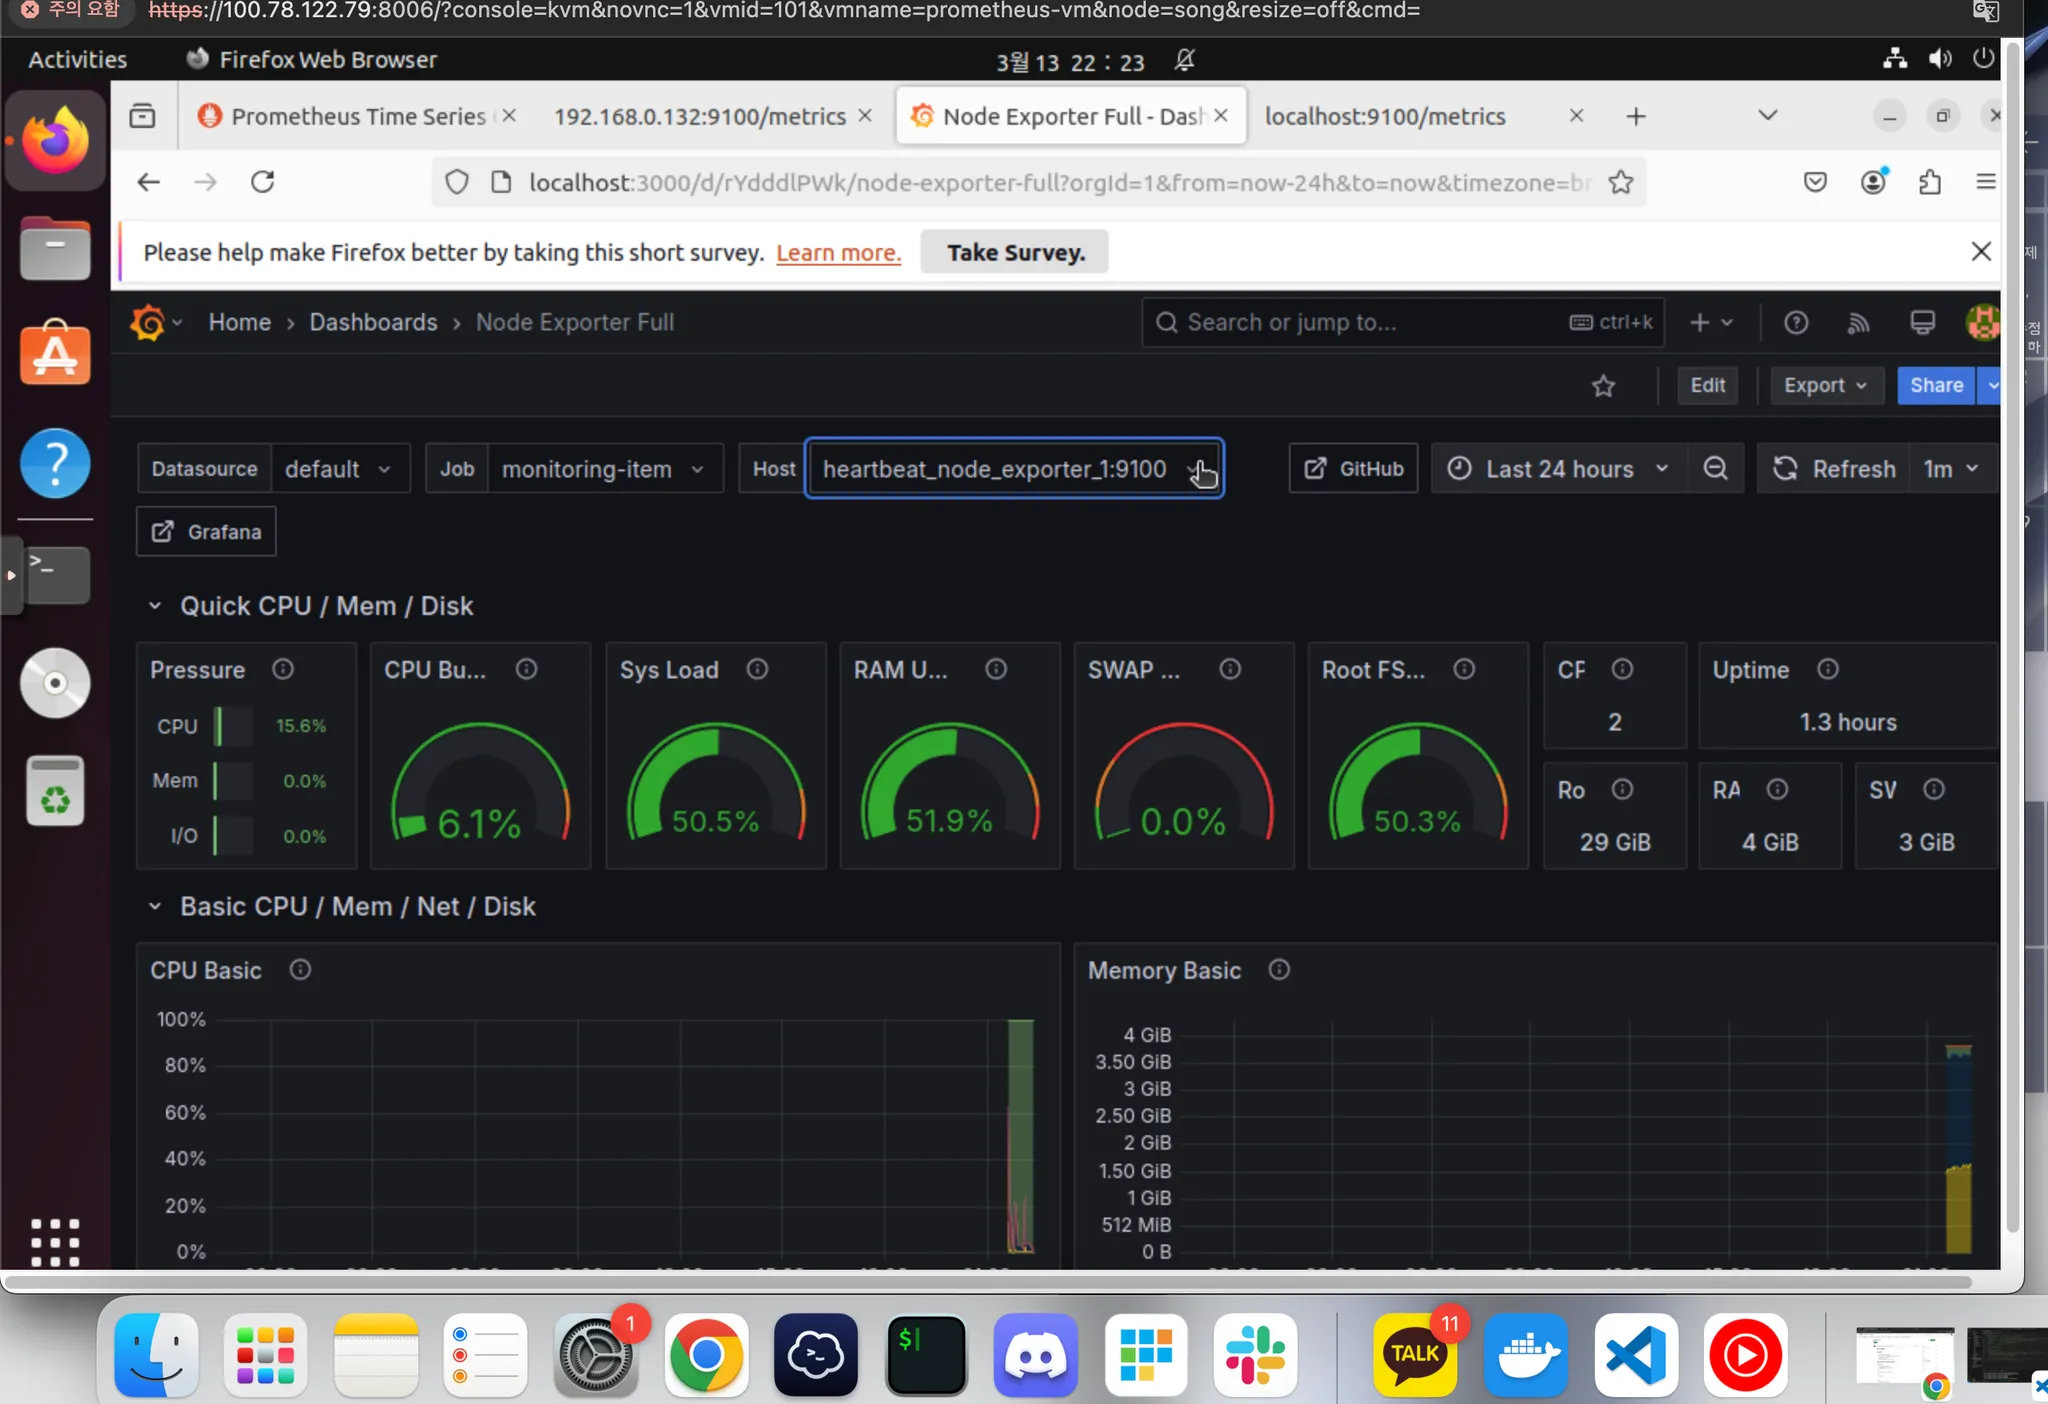 주의 요함 https://100.78.122.79:8006/?console=kvm&novnc=1&vmid=101&vmname=prometheus-vm&node=song&resize=off&cmd=
Activities Firefox Web Browser 3월 13 22 : 23
Prometheus Time Series 192.168.0.132:9100/metrics Node Exporter Full - Dash localhost:9100/metrics
localhost:3000/d/rYdddlPWk/node-exporter-full?orgId=1&from=now-24h&to=now&timezone=br
Please help make Firefox better by taking this short survey. Learn more. Take Survey.
Home › Dashboards › Node Exporter Full Search or jump to... ctrl+k
Edit Export Share
Datasource default Job monitoring-item Host heartbeat_node_exporter_1:9100 GitHub Last 24 hours Refresh 1m
Grafana
Quick CPU / Mem / Disk
Pressure CPU Bu... Sys Load RAM U... SWAP ... Root FS... CP Uptime
CPU 15.6%
Mem 0.0%
I/O 0.0%
6.1% 50.5% 51.9% 0.0% 50.3%
2 1.3 hours
Ro RA SV
29 GiB 4 GiB 3 GiB
Basic CPU / Mem / Net / Disk
CPU Basic
100%
80%
60%
40%
20%
0%
Memory Basic
4 GiB
3.50 GiB
3 GiB
2.50 GiB
2 GiB
1.50 GiB
1 GiB
512 MiB
0 B
1
TALK 11